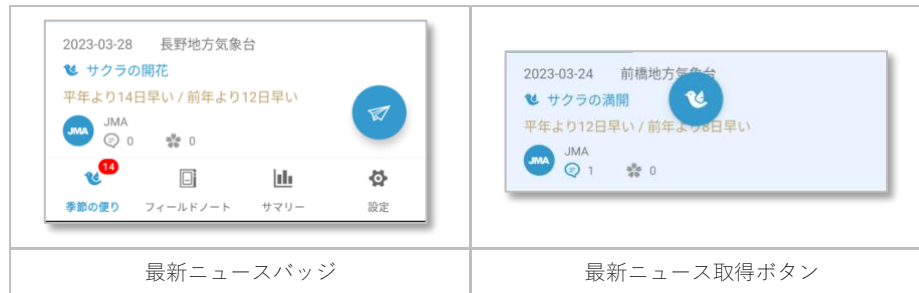 2023-03-28 長野地方気象台
サクラの開花
平年より14日早い / 前年より12日早い
JMA
JMA
0 0
14
季節の便り フィールドノート サマリー 設定
最新ニュースバッジ
2023-03-24 前橋地方気象台
サクラの満開
平年より12日早い / 前年より8日早い
JMA
JMA
1 0
最新ニュース取得ボタン